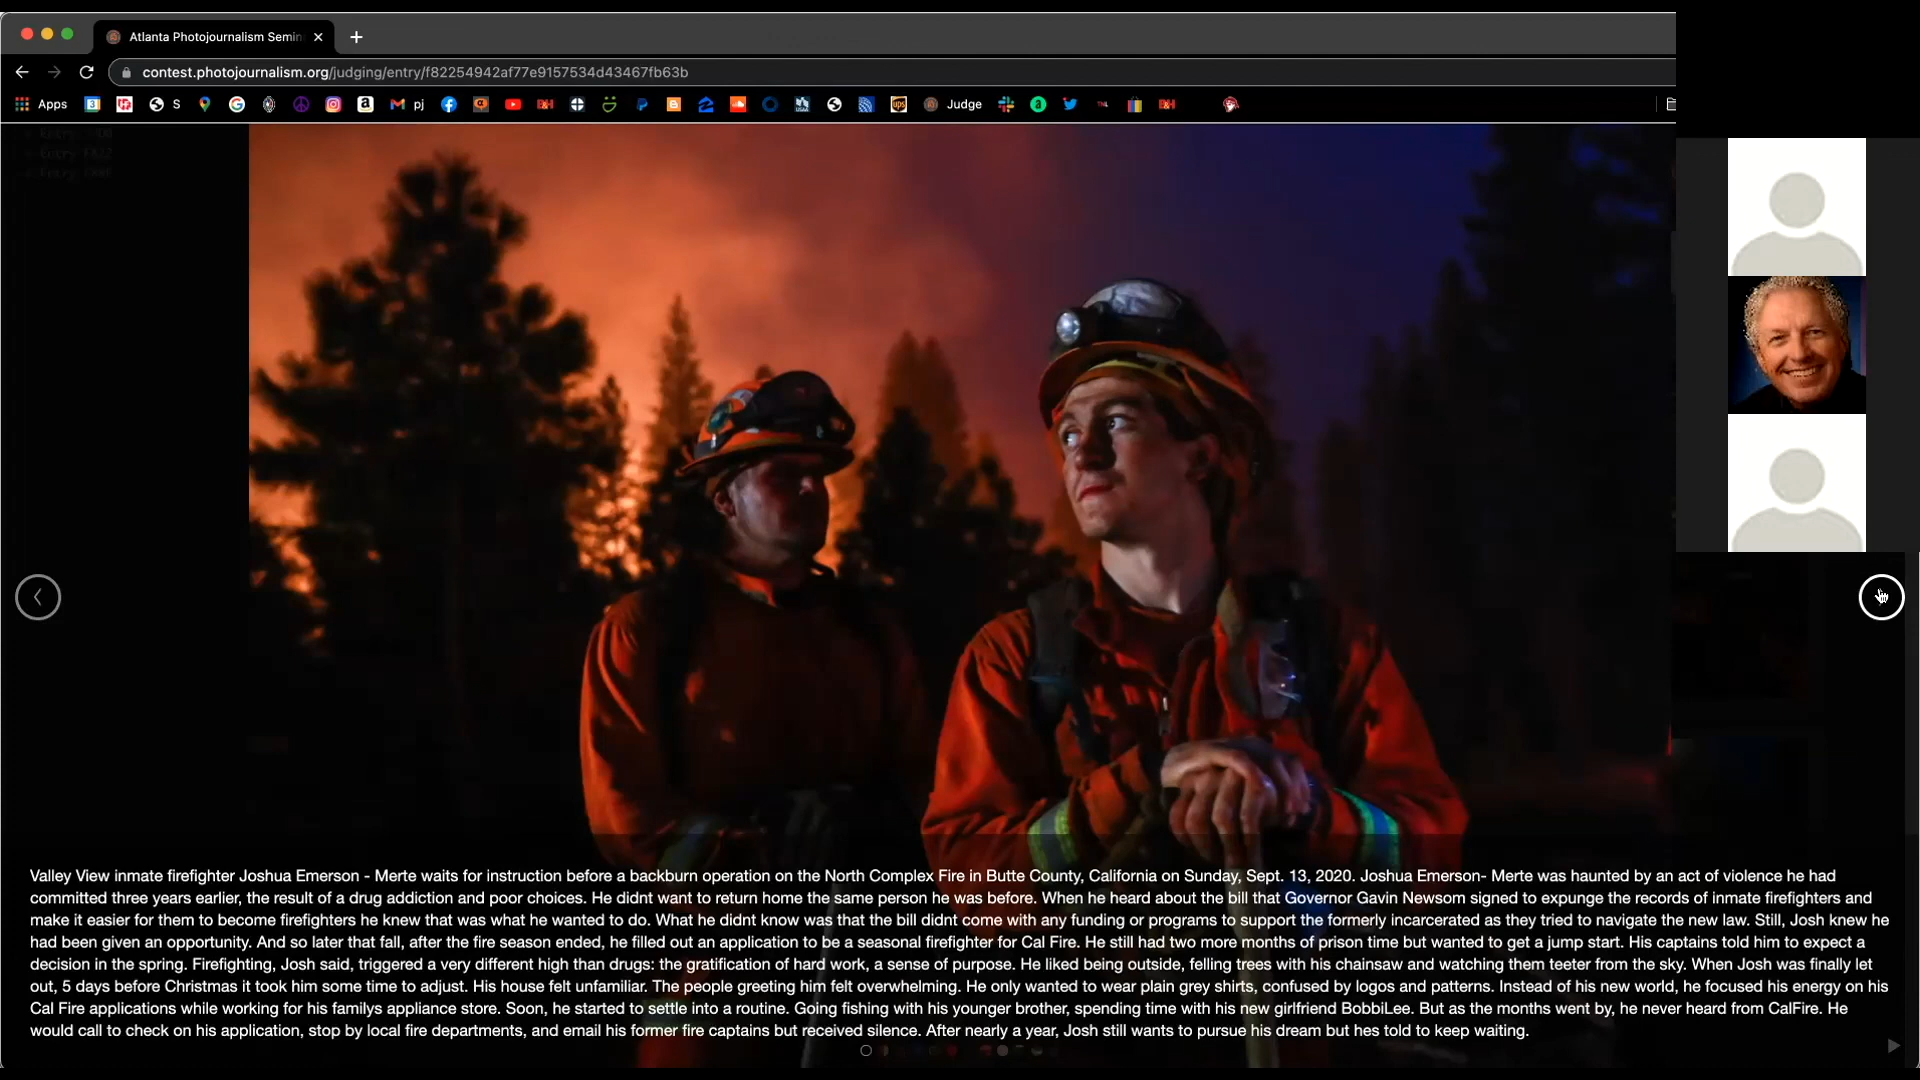 Atlanta Photojournalism Semin
contest.photojournalism.org/judging/entry/f82254942af77e9157534d43467fb63b
Apps S pj Judge
Valley View inmate firefighter Joshua Emerson - Merte waits for instruction before a backburn operation on the North Complex Fire in Butte County, California on Sunday, Sept. 13, 2020. Joshua Emerson- Merte was haunted by an act of violence he had
committed three years earlier, the result of a drug addiction and poor choices. He didnt want to return home the same person he was before. When he heard about the bill that Governor Gavin Newsom signed to expunge the records of inmate firefighters and
make it easier for them to become firefighters he knew that was what he wanted to do. What he didnt know was that the bill didnt come with any funding or programs to support the formerly incarcerated as they tried to navigate the new law. Still, Josh knew he
had been given an opportunity. And so later that fall, after the fire season ended, he filled out an application to be a seasonal firefighter for Cal Fire. He still had two more months of prison time but wanted to get a jump start. His captains told him to expect a
decision in the spring. Firefighting, Josh said, triggered a very different high than drugs: the gratification of hard work, a sense of purpose. He liked being outside, felling trees with his chainsaw and watching them teeter from the sky. When Josh was finally let
out, 5 days before Christmas it took him some time to adjust. His house felt unfamiliar. The people greeting him felt overwhelming. He only wanted to wear plain grey shirts, confused by logos and patterns. Instead of his new world, he focused his energy on his
Cal Fire applications while working for his familys appliance store. Soon, he started to settle into a routine. Going fishing with his younger brother, spending time with his new girlfriend BobbiLee. But as the months went by, he never heard from CalFire. He
would call to check on his application, stop by local fire departments, and email his former fire captains but received silence. After nearly a year, Josh still wants to pursue his dream but hes told to keep waiting.